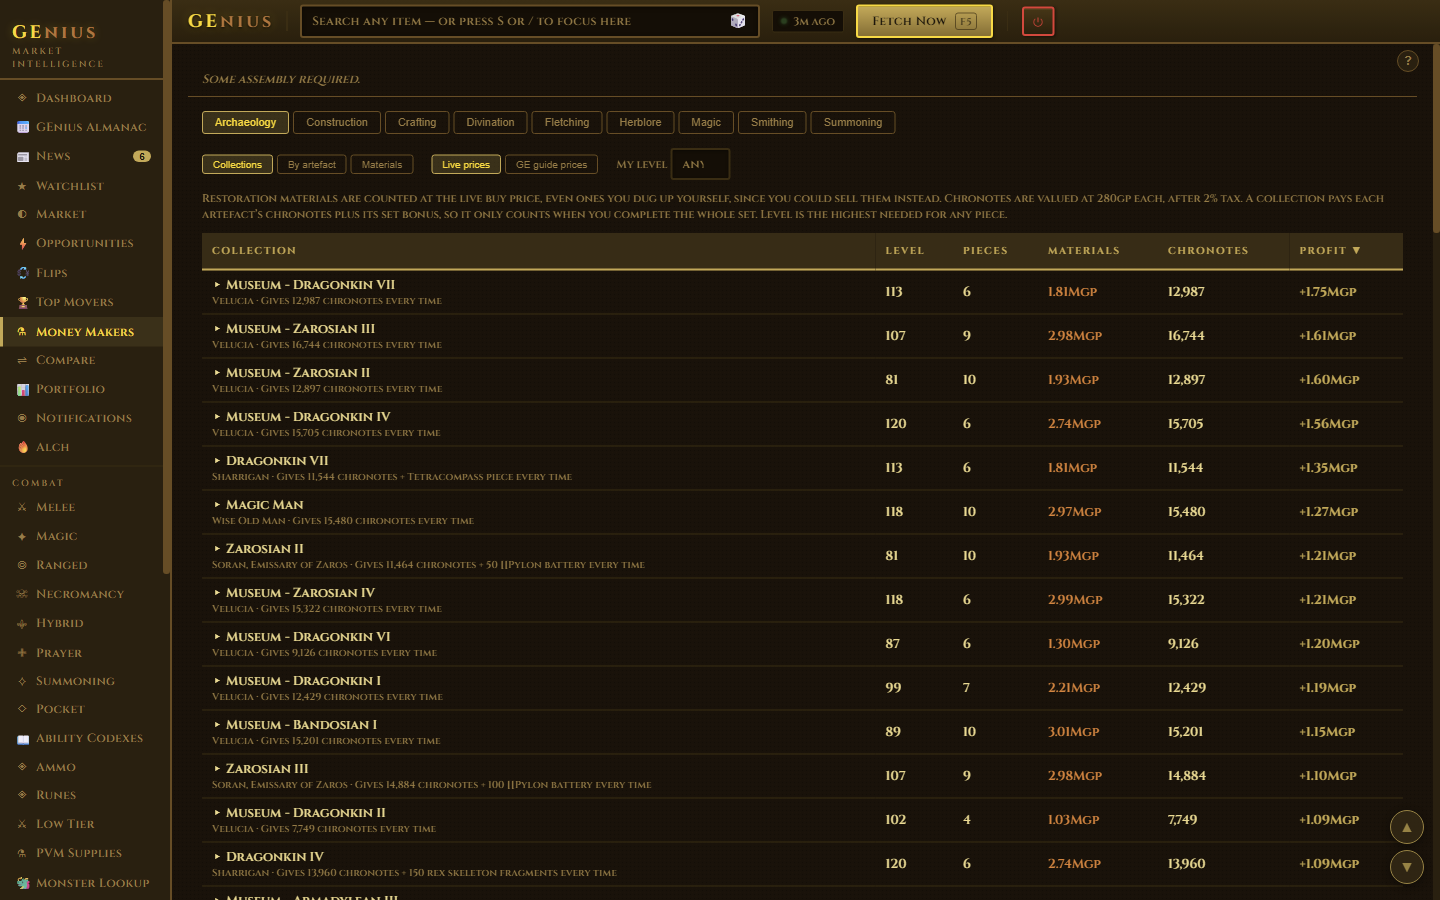 GENIUS
MARKET INTELLIGENCE
DASHBOARD
GENIUS ALMANAC
NEWS 6
WATCHLIST
MARKET
OPPORTUNITIES
FLIPS
TOP MOVERS
MONEY MAKERS
COMPARE
PORTFOLIO
NOTIFICATIONS
ALCH
COMBAT
MELEE
MAGIC
RANGED
NECROMANCY
HYBRID
PRAYER
SUMMONING
POCKET
ABILITY CODEXES
AMMO
RUNES
LOW TIER
PVM SUPPLIES
MONSTER LOOKUP
GENIUS
SEARCH ANY ITEM — OR PRESS S OR / TO FOCUS HERE
3M AGO
FETCH NOW F5
?
SOME ASSEMBLY REQUIRED.
Archaeology Construction Crafting Divination Fletching Herblore Magic Smithing Summoning
Collections By artefact Materials Live prices GE guide prices MY LEVEL ANY
RESTORATION MATERIALS ARE COUNTED AT THE LIVE BUY PRICE, EVEN ONES YOU DUG UP YOURSELF, SINCE YOU COULD SELL THEM INSTEAD. CHRONOTES ARE VALUED AT 280GP EACH, AFTER 2% TAX. A COLLECTION PAYS EACH
ARTEFACT'S CHRONOTES PLUS ITS SET BONUS, SO IT ONLY COUNTS WHEN YOU COMPLETE THE WHOLE SET. LEVEL IS THE HIGHEST NEEDED FOR ANY PIECE.
COLLECTION LEVEL PIECES MATERIALS CHRONOTES PROFIT ▼
▸ MUSEUM - DRAGONKIN VII 113 6 1.81MGP 12,987 +1.75MGP
VELUCIA · GIVES 12,987 CHRONOTES EVERY TIME
▸ MUSEUM - ZAROSIAN III 107 9 2.98MGP 16,744 +1.61MGP
VELUCIA · GIVES 16,744 CHRONOTES EVERY TIME
▸ MUSEUM - ZAROSIAN II 81 10 1.93MGP 12,897 +1.60MGP
VELUCIA · GIVES 12,897 CHRONOTES EVERY TIME
▸ MUSEUM - DRAGONKIN IV 120 6 2.74MGP 15,705 +1.56MGP
VELUCIA · GIVES 15,705 CHRONOTES EVERY TIME
▸ DRAGONKIN VII 113 6 1.81MGP 11,544 +1.35MGP
SHARRIGAN · GIVES 11,544 CHRONOTES + TETRACOMPASS PIECE EVERY TIME
▸ MAGIC MAN 118 10 2.97MGP 15,480 +1.27MGP
WISE OLD MAN · GIVES 15,480 CHRONOTES EVERY TIME
▸ ZAROSIAN II 81 10 1.93MGP 11,464 +1.21MGP
SORAN, EMISSARY OF ZAROS · GIVES 11,464 CHRONOTES + 50 [[PYLON BATTERY EVERY TIME
▸ MUSEUM - ZAROSIAN IV 118 6 2.99MGP 15,322 +1.21MGP
VELUCIA · GIVES 15,322 CHRONOTES EVERY TIME
▸ MUSEUM - DRAGONKIN VI 87 6 1.30MGP 9,126 +1.20MGP
VELUCIA · GIVES 9,126 CHRONOTES EVERY TIME
▸ MUSEUM - DRAGONKIN I 99 7 2.21MGP 12,429 +1.19MGP
VELUCIA · GIVES 12,429 CHRONOTES EVERY TIME
▸ MUSEUM - BANDOSIAN I 89 10 3.01MGP 15,201 +1.15MGP
VELUCIA · GIVES 15,201 CHRONOTES EVERY TIME
▸ ZAROSIAN III 107 9 2.98MGP 14,884 +1.10MGP
SORAN, EMISSARY OF ZAROS · GIVES 14,884 CHRONOTES + 100 [[PYLON BATTERY EVERY TIME
▸ MUSEUM - DRAGONKIN II 102 4 1.03MGP 7,749 +1.09MGP
VELUCIA · GIVES 7,749 CHRONOTES EVERY TIME
▸ DRAGONKIN IV 120 6 2.74MGP 13,960 +1.09MGP
SHARRIGAN · GIVES 13,960 CHRONOTES + 150 REX SKELETON FRAGMENTS EVERY TIME
▸ MUSEUM - ARMADYLEAN III